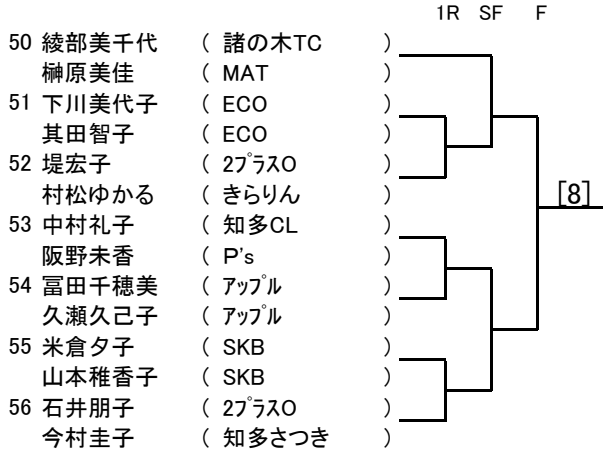 1R SF F
50 綾部美千代 ( 諸の木TC )
榊原美佳 ( MAT )
51 下川美代子 ( ECO )
其田智子 ( ECO )
52 堤宏子 ( 2プラスO )
村松ゆかる ( きらりん )
[8]
53 中村礼子 ( 知多CL )
阪野未香 ( P's )
54 冨田千穂美 ( アップル )
久瀬久己子 ( アップル )
55 米倉夕子 ( SKB )
山本稚香子 ( SKB )
56 石井朋子 ( 2プラスO )
今村圭子 ( 知多さつき )